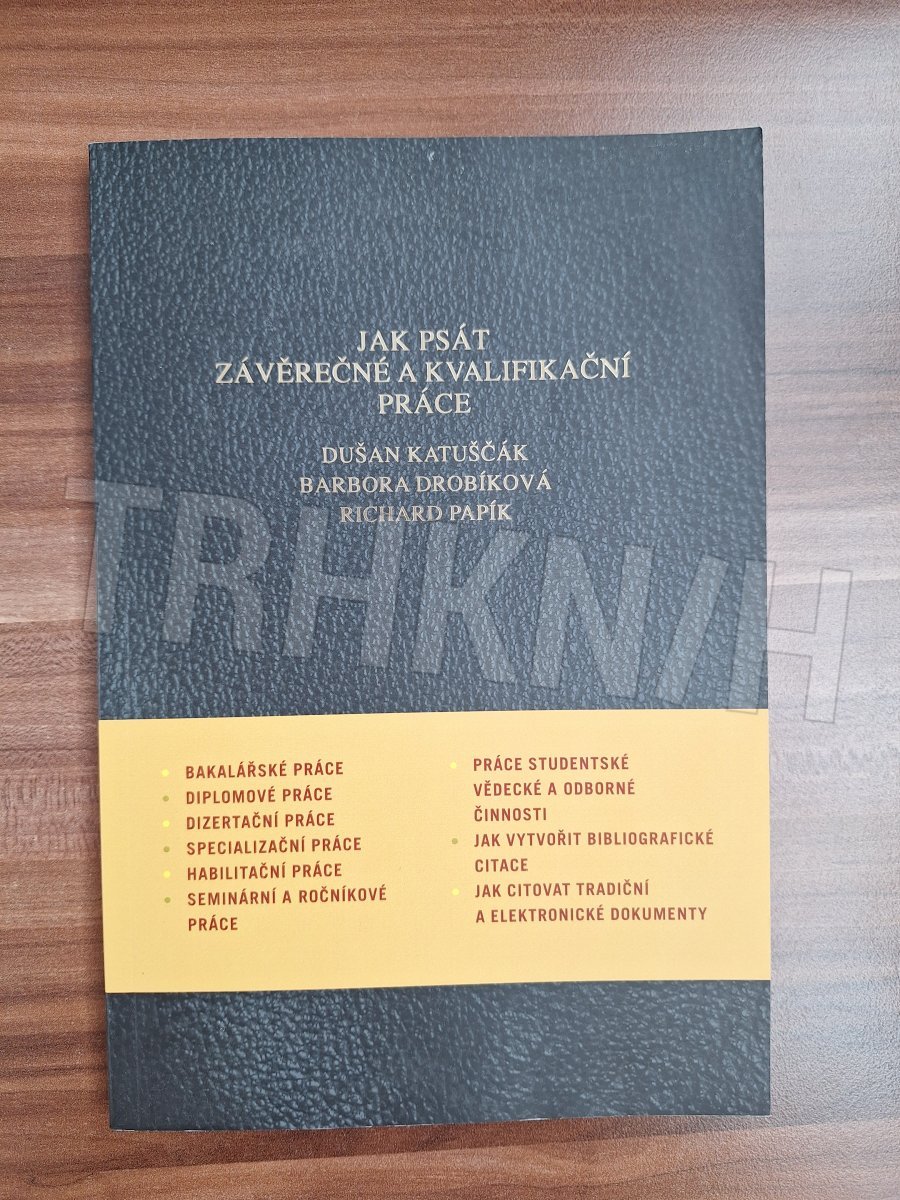 JAK PSÁT
ZÁVĚREČNÉ A KVALIFIKAČNÍ
PRÁCE
DUŠAN KATUŠČÁK
BARBORA DROBÍKOVÁ
RICHARD PAPÍK
TRHKNIH
• BAKALÁŘSKÉ PRÁCE
• DIPLOMOVÉ PRÁCE
• DIZERTAČNÍ PRÁCE
• SPECIALIZAČNÍ PRÁCE
• HABILITAČNÍ PRÁCE
• SEMINÁRNÍ A ROČNÍKOVÉ
PRÁCE
• PRÁCE STUDENTSKÉ
VĚDECKÉ A ODBORNÉ
ČINNOSTI
• JAK VYTVOŘIT BIBLIOGRAFICKÉ
CITACE
• JAK CITOVAT TRADIČNÍ
A ELEKTRONICKÉ DOKUMENTY